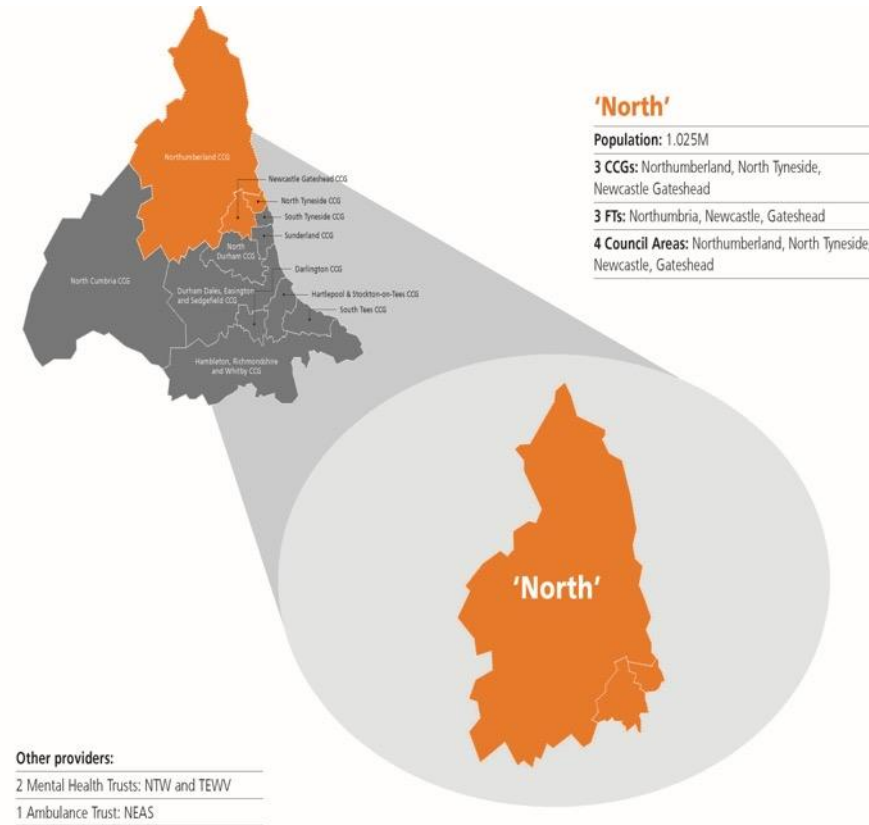 Northumberland CCG
Newcastle Gateshead CCG
North Tyneside CCG
South Tyneside CCG
Sunderland CCG
North
Durham CCG
Darlington CCG
North Cumbria CCG
Durham Dales, Easington
and Sedgefield CCG
Hartlepool & Stockton-on-Tees CCG
South Tees CCG
Hambleton, Richmondshire
and Whitby CCG
'North'
Population: 1.025M
3 CCGs: Northumberland, North Tyneside,
Newcastle Gateshead
3 FTs: Northumbria, Newcastle, Gateshead
4 Council Areas: Northumberland, North Tyneside,
Newcastle, Gateshead
'North'
Other providers:
2 Mental Health Trusts: NTW and TEWV
1 Ambulance Trust: NEAS